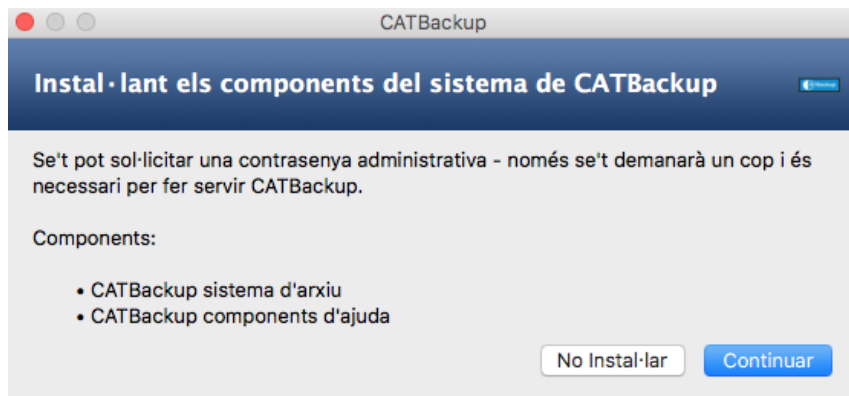 CATBackup
Instal·lant els components del sistema de CATBackup
Se't pot sol·licitar una contrasenya administrativa - només se't demanarà un cop i és
necessari per fer servir CATBackup.
Components:
• CATBackup sistema d'arxiu
• CATBackup components d'ajuda
No Instal·lar
Continuar